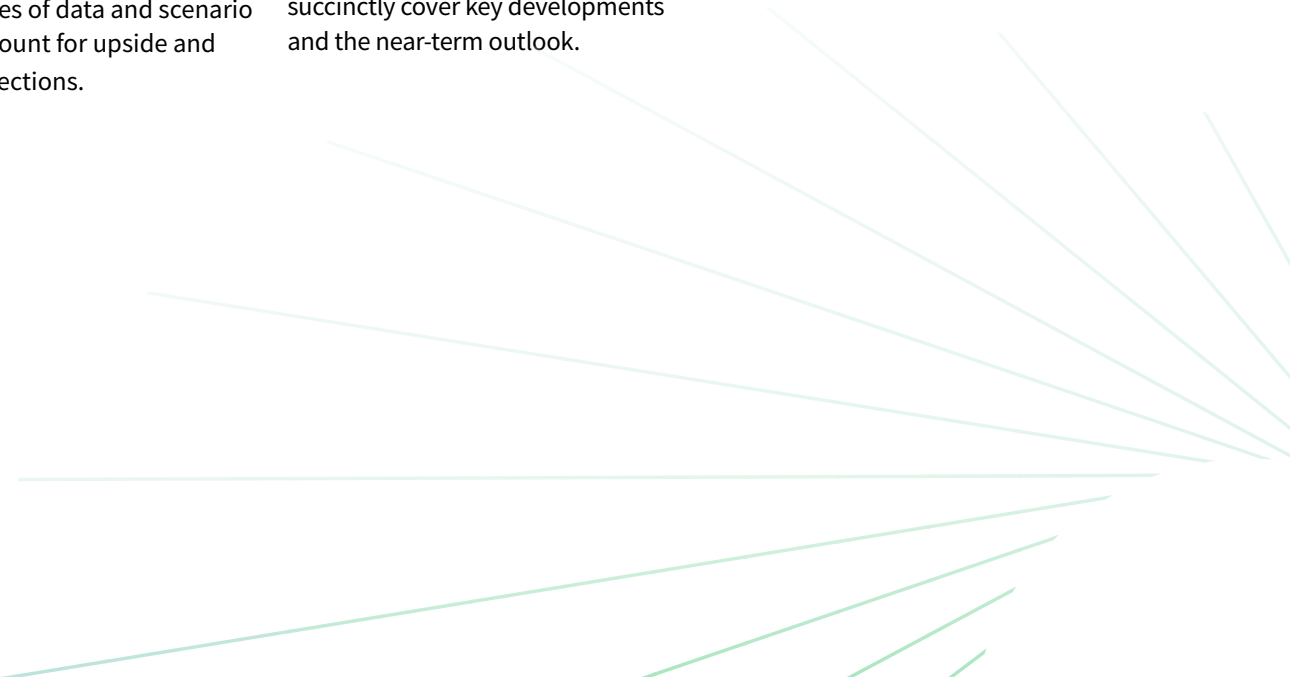 es of data and scenario
ount for upside and
ections.
succinctly cover key developments
and the near-term outlook.